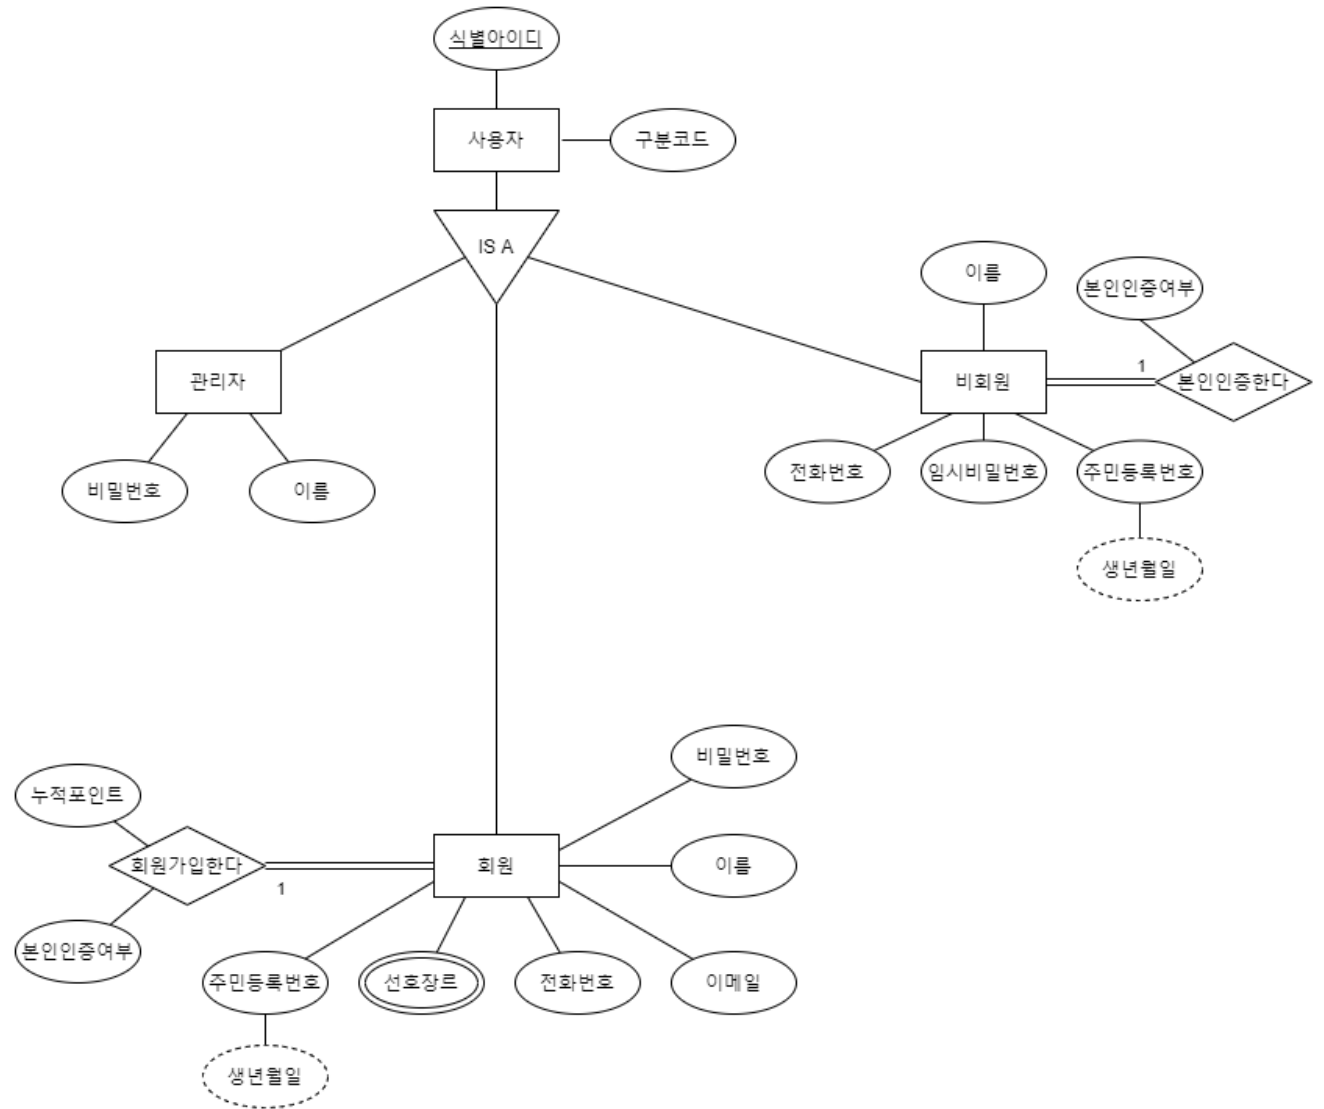 식별아이디
사용자
구분코드
IS A
이름
본인인증여부
관리자
비회원
1
본인인증한다
비밀번호
이름
전화번호
임시비밀번호
주민등록번호
생년월일
비밀번호
누적포인트
회원가입한다
1
회원
이름
본인인증여부
주민등록번호
선호장르
전화번호
이메일
생년월일